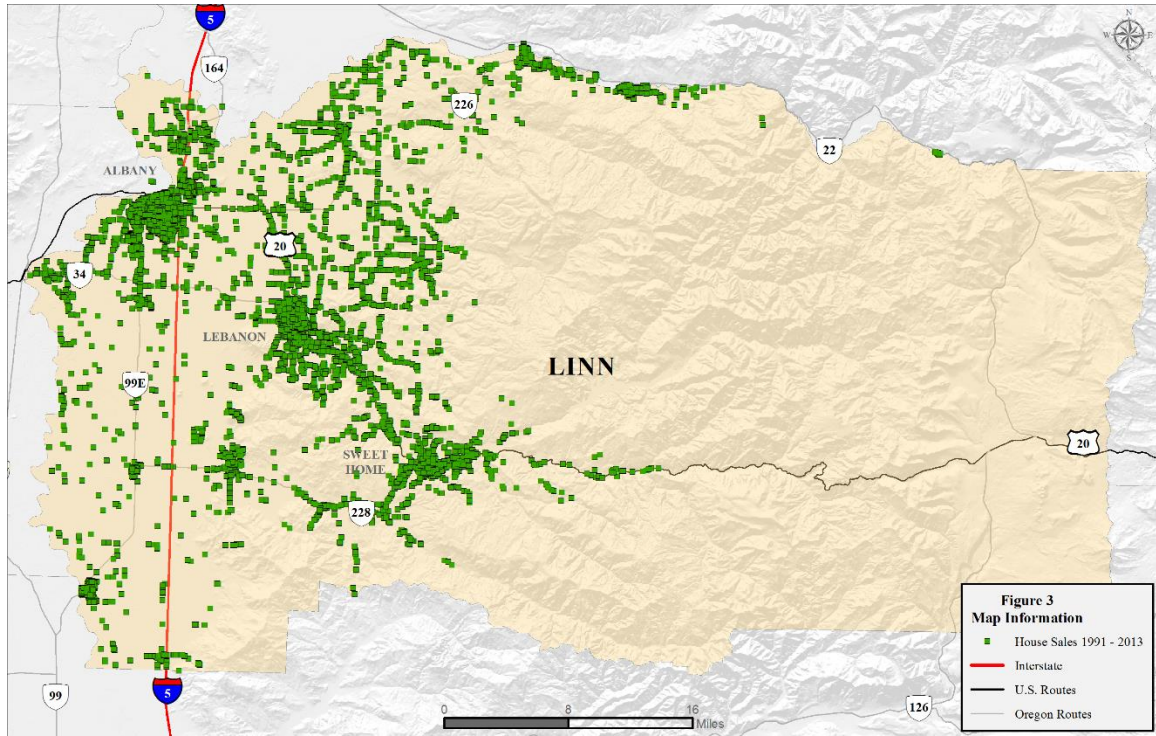 5
N
W E
S
164
226
22
ALBANY
20
34
LEBANON
LINN
99E
SWEET
HOME
20
228
Figure 3
Map Information
House Sales 1991 - 2013
Interstate
U.S. Routes
Oregon Routes
5
99
126
0 8 16
Miles